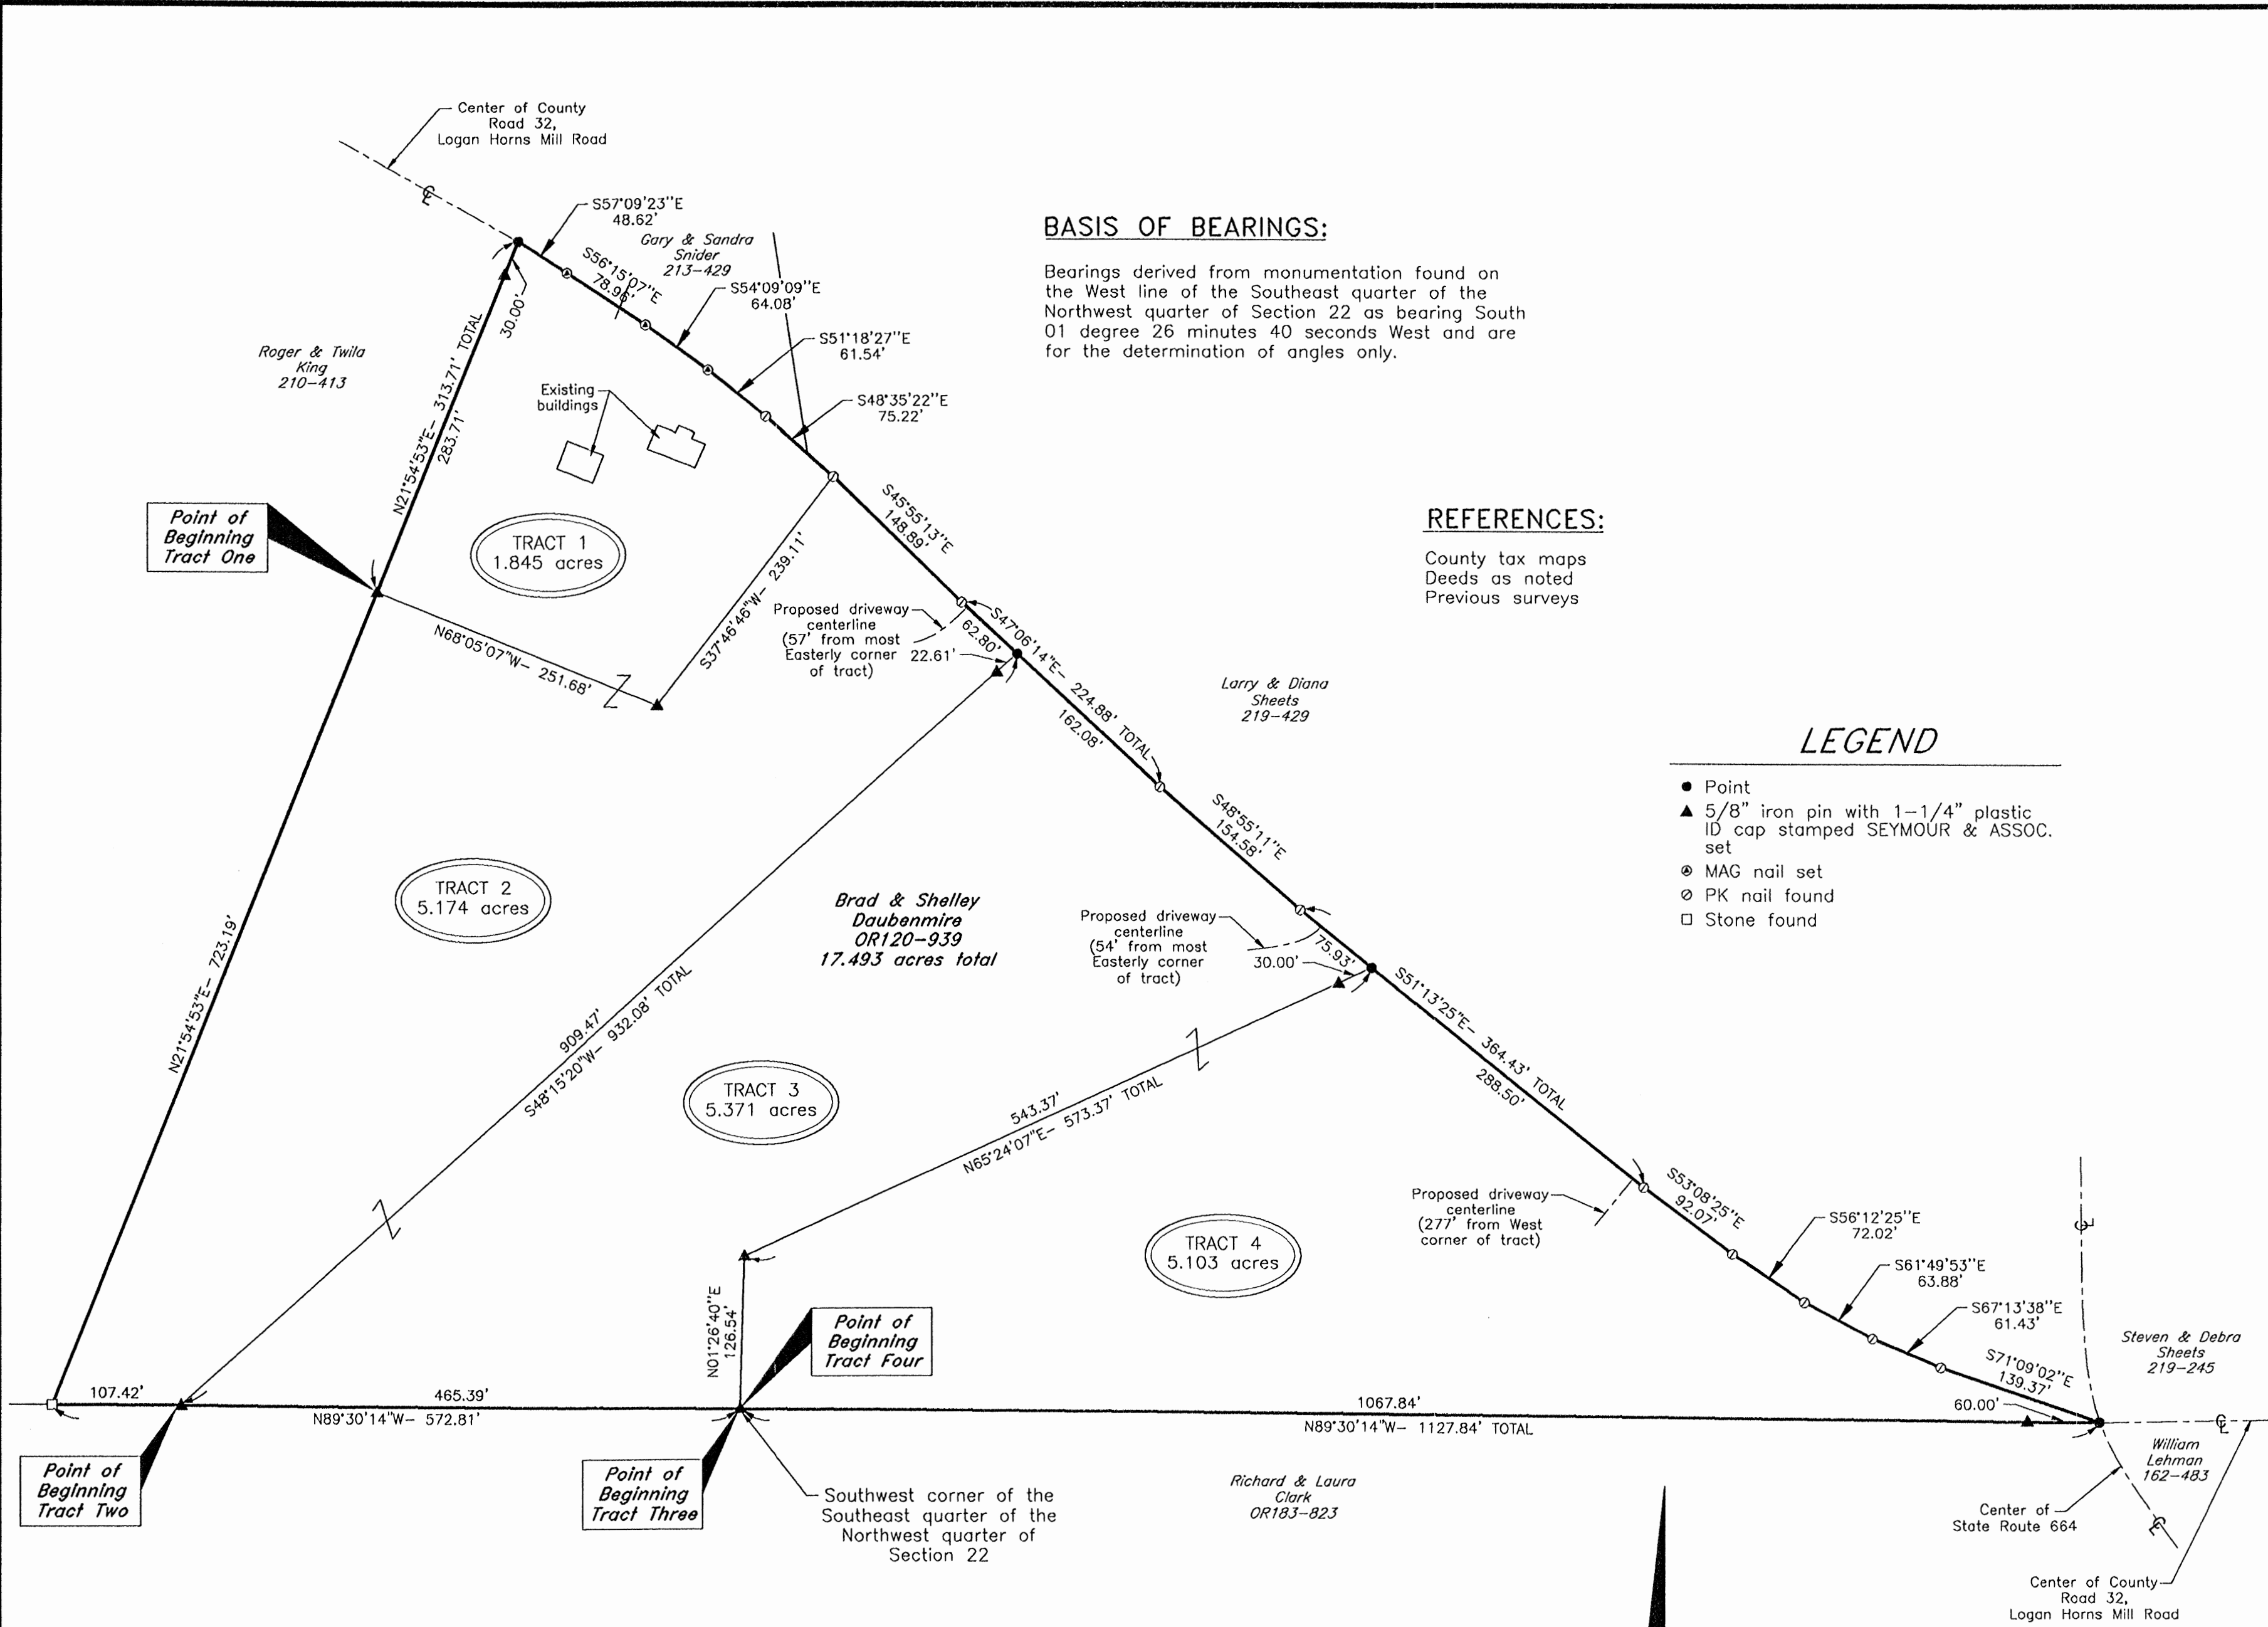 Center of County
Road 32,
Logan Horns Mill Road
℄
S57°09'23"E
48.62'
Gary & Sandra
Snider
213-429
S56°15'07"E
78.96'
S54°09'09"E
64.08'
S51°18'27"E
61.54'
S48°35'22"E
75.22'
30.00'
N21°54'53"E- 313.71' TOTAL
283.71'
Roger & Twila
King
210-413
Existing
buildings
BASIS OF BEARINGS:
Bearings derived from monumentation found on
the West line of the Southeast quarter of the
Northwest quarter of Section 22 as bearing South
01 degree 26 minutes 40 seconds West and are
for the determination of angles only.
Point of
Beginning
Tract One
TRACT 1
1.845 acres
S45°55'13"E
148.89'
S37°46'46"W- 239.11'
N68°05'07"W- 251.68'
REFERENCES:
County tax maps
Deeds as noted
Previous surveys
Proposed driveway
centerline
(57' from most
Easterly corner
of tract)
62.80'
22.61'
S47°06'14"E- 224.88' TOTAL
162.08'
Larry & Diana
Sheets
219-429
LEGEND
Point
5/8" iron pin with 1-1/4" plastic
ID cap stamped SEYMOUR & ASSOC.
set
MAG nail set
PK nail found
Stone found
S48°55'11"E
154.58'
TRACT 2
5.174 acres
Brad & Shelley
Daubenmire
OR120-939
17.493 acres total
Proposed driveway
centerline
(54' from most
Easterly corner
of tract)
75.93'
30.00'
N21°54'53"E- 723.19'
909.47'
S48°15'20"W- 932.08' TOTAL
S51°13'25"E- 364.43' TOTAL
288.50'
TRACT 3
5.371 acres
543.37'
N65°24'07"E- 573.37' TOTAL
Proposed driveway
centerline
(277' from West
corner of tract)
S53°08'25"E
92.07'
S56°12'25"E
72.02'
S61°49'53"E
63.88'
S67°13'38"E
61.43'
S71°09'02"E
139.37'
℄
TRACT 4
5.103 acres
N01°26'40"E
126.54'
Point of
Beginning
Tract Four
Steven & Debra
Sheets
219-245
107.42'
465.39'
N89°30'14"W- 572.81'
1067.84'
N89°30'14"W- 1127.84' TOTAL
60.00'
℄
William
Lehman
162-483
Point of
Beginning
Tract Two
Point of
Beginning
Tract Three
Southwest corner of the
Southeast quarter of the
Northwest quarter of
Section 22
Richard & Laura
Clark
OR183-823
Center of
State Route 664
℄
Center of County
Road 32,
Logan Horns Mill Road